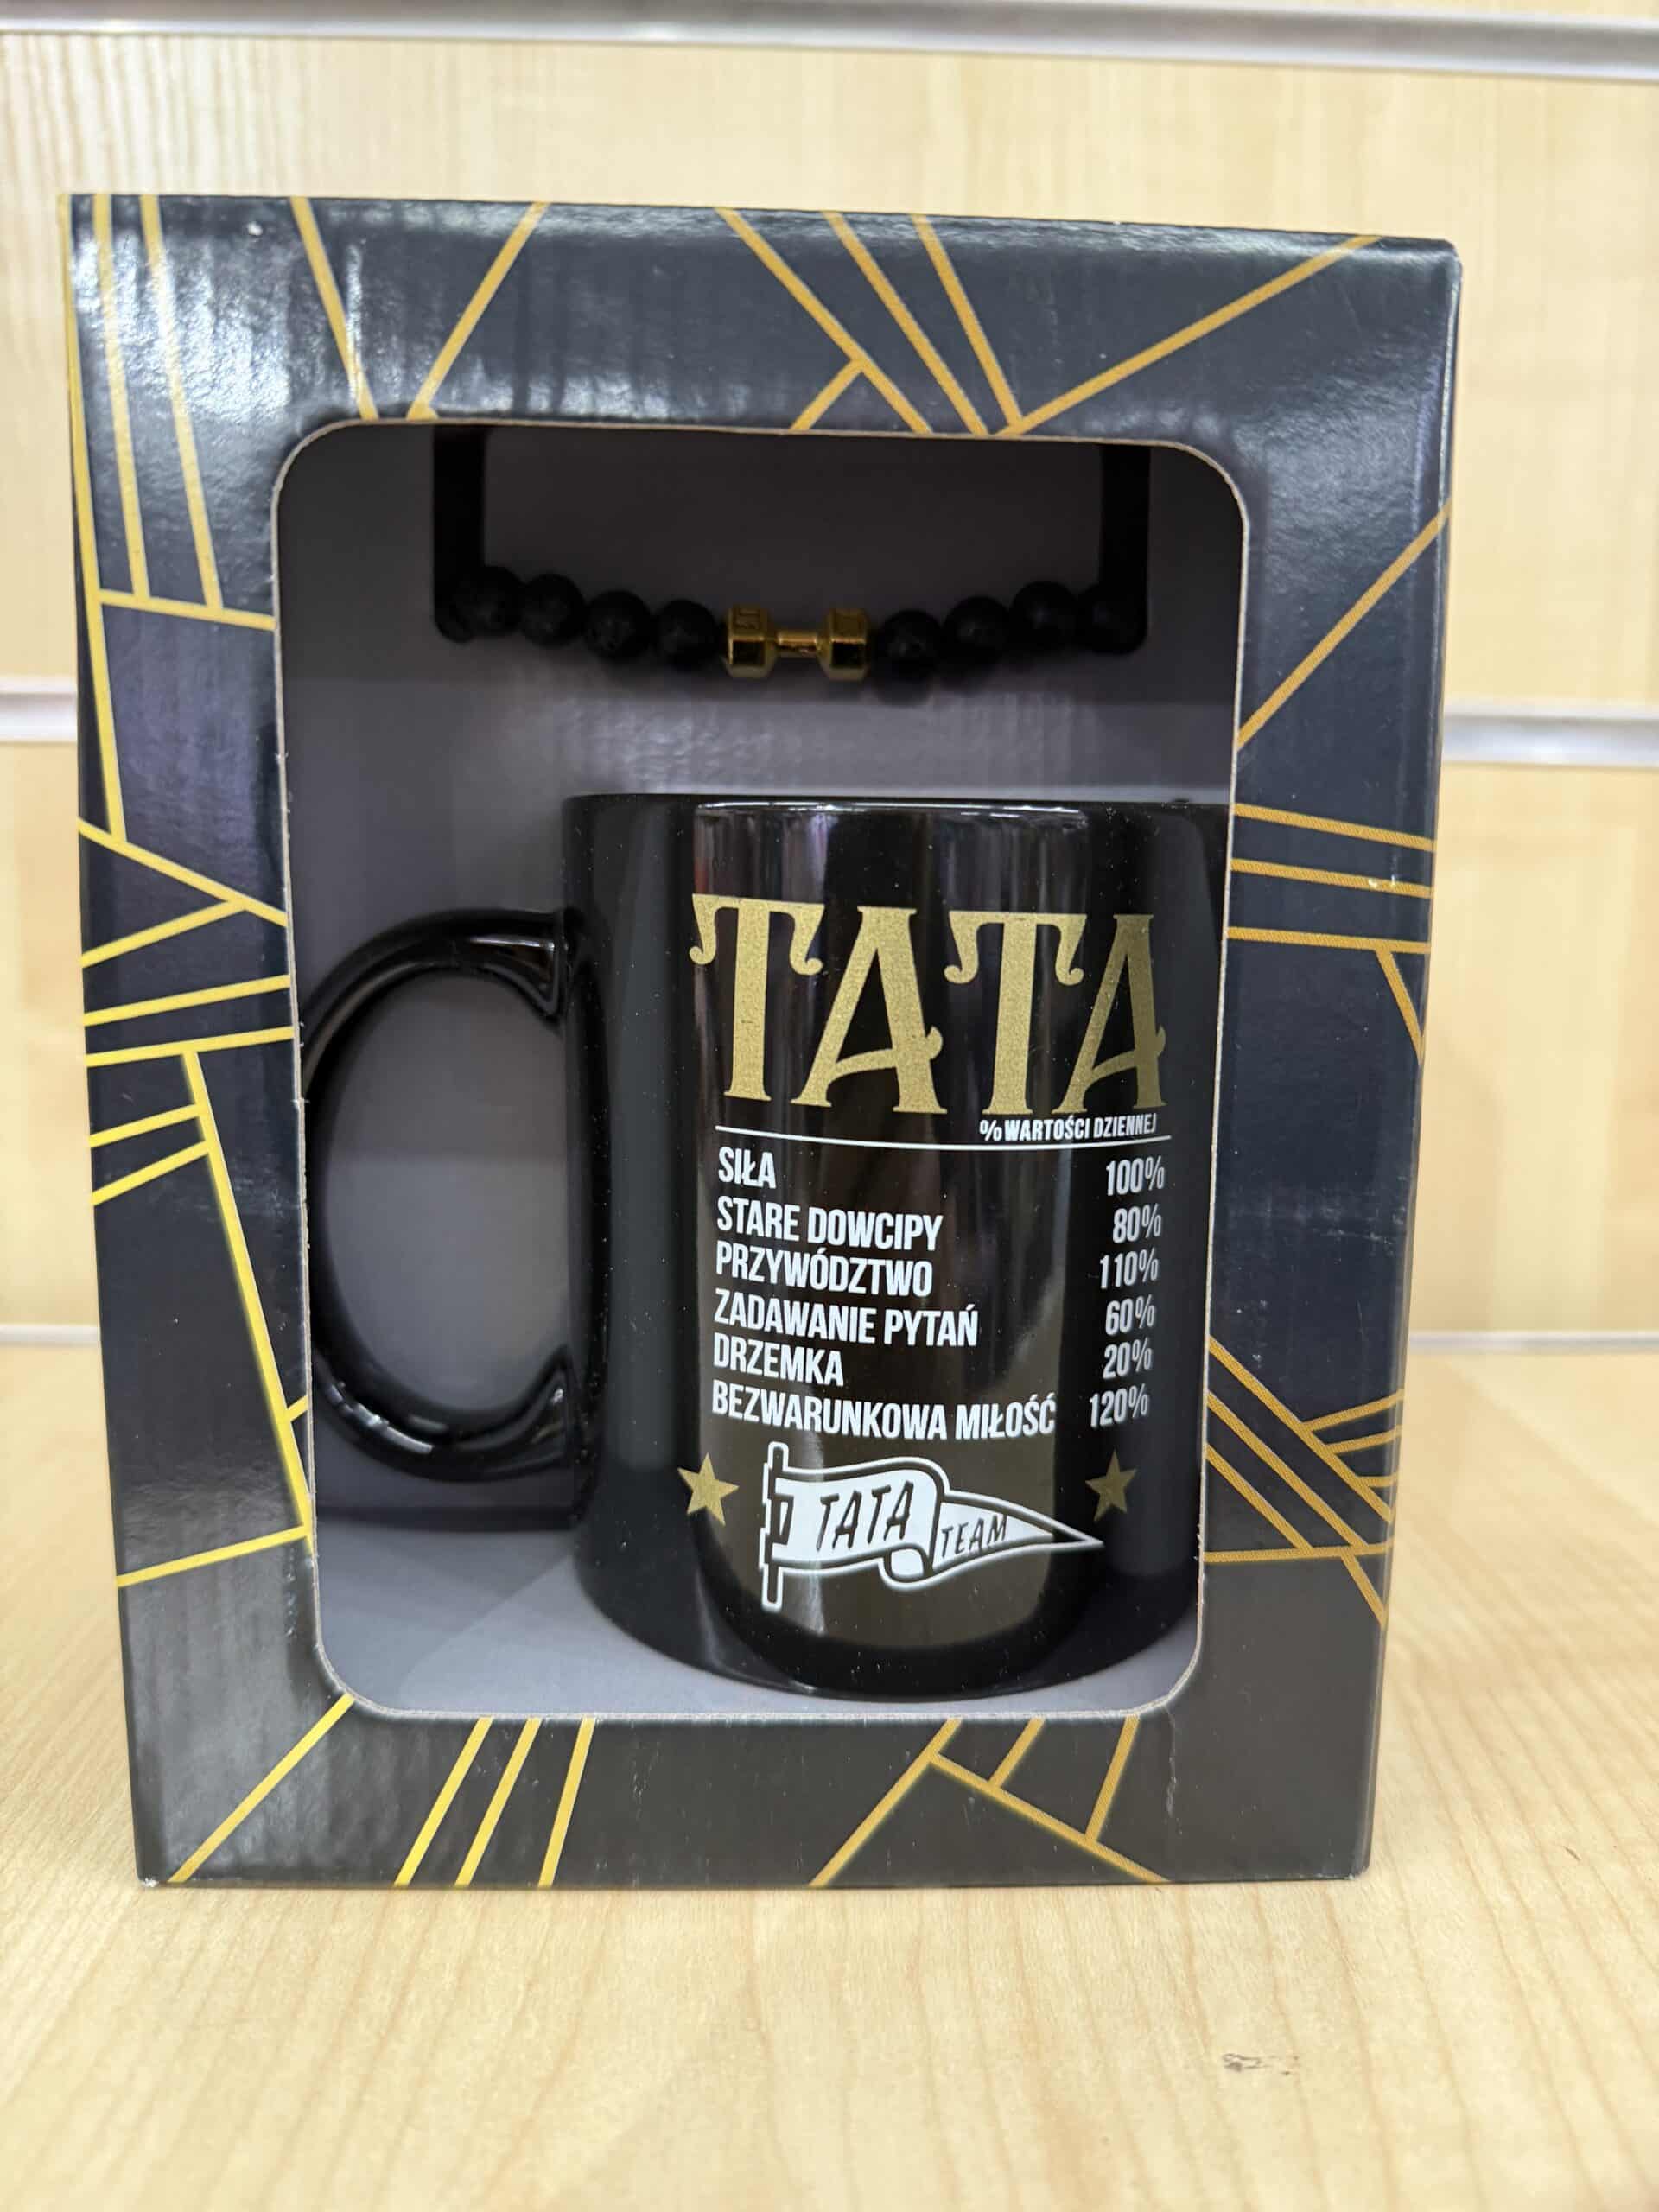 TATA
% WARTOŚCI DZIENNEJ
SIŁA 100%
STARE DOWCIPY 80%
PRZYWÓDZTWO 110%
ZADAWANIE PYTAŃ 60%
DRZEMKA 20%
BEZWARUNKOWA MIŁOŚĆ 120%
TATA TEAM